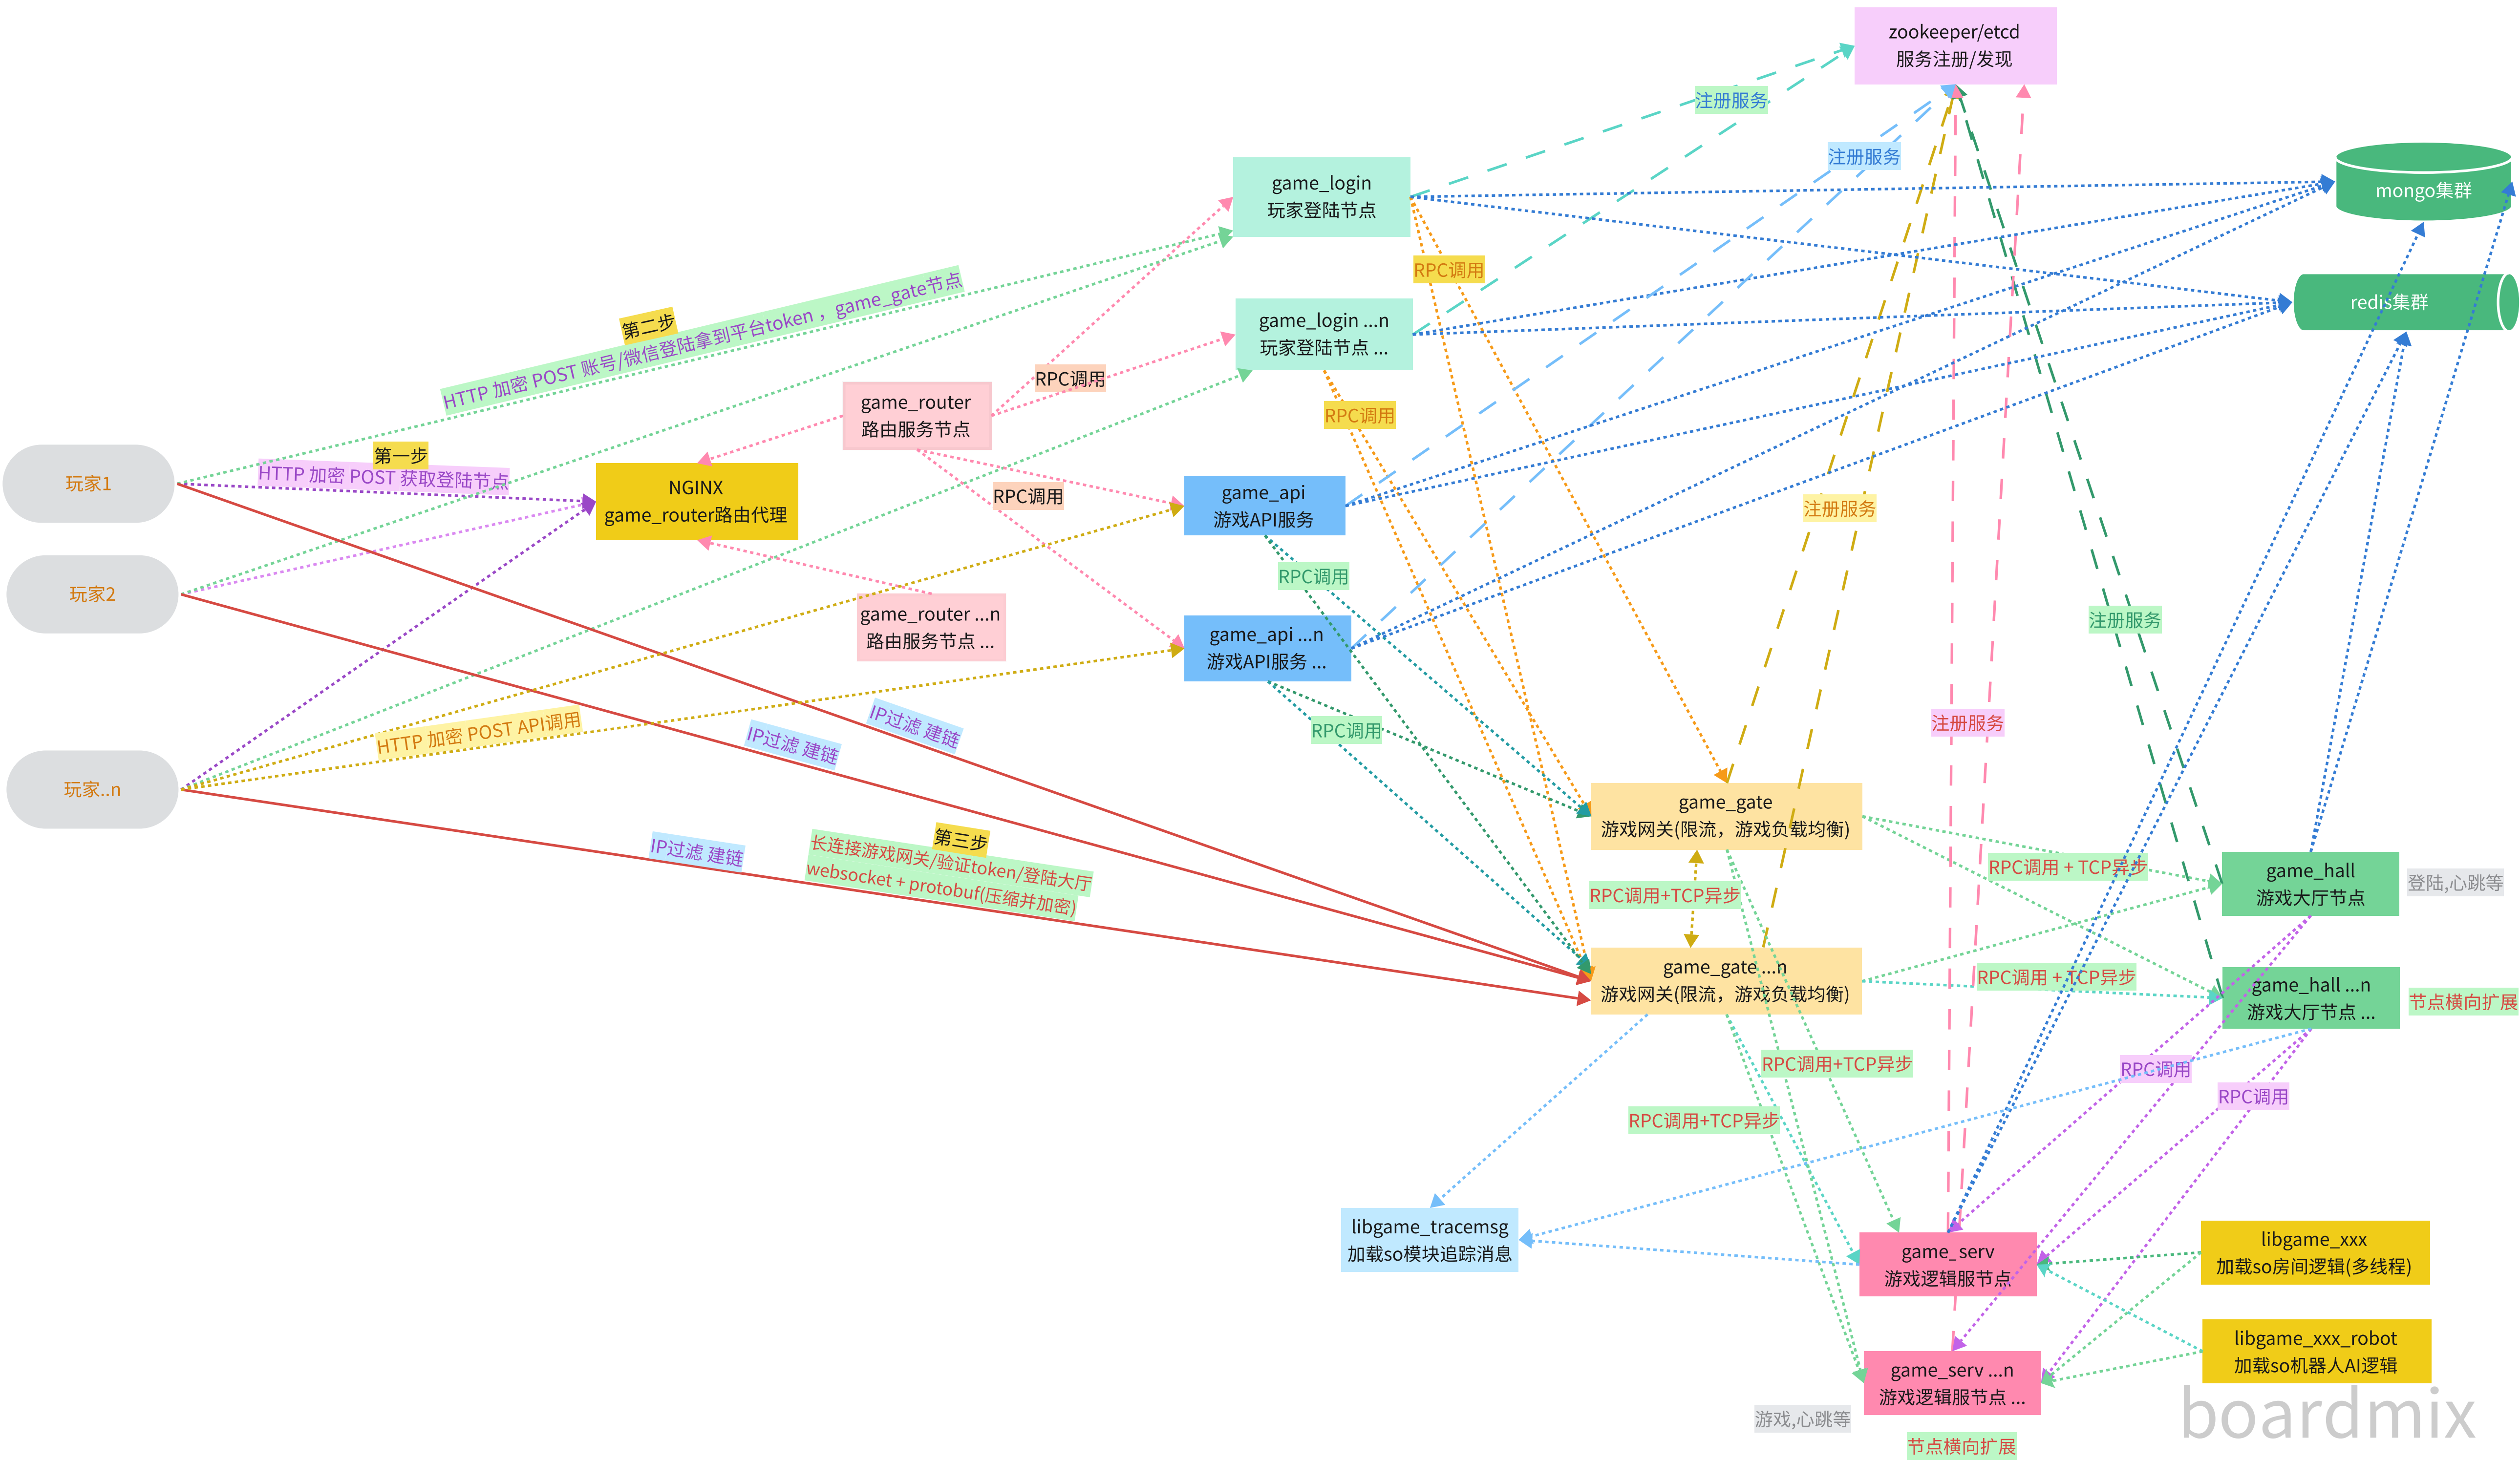 zookeeper/etcd
服务注册/发现
注册服务
注册服务
mongo集群
game_login
玩家登陆节点
RPC调用
redis集群
第二步
HTTP 加密 POST 账号/微信登陆拿到平台token ，game_gate节点
game_login ...n
玩家登陆节点 ...
RPC调用
game_router
路由服务节点
RPC调用
第一步
HTTP 加密 POST 获取登陆节点
玩家1
NGINX
game_router路由代理
RPC调用
game_api
游戏API服务
注册服务
RPC调用
玩家2
game_router ...n
路由服务节点 ...
game_api ...n
游戏API服务 ...
注册服务
IP过滤 建链
IP过滤 建链
HTTP 加密 POST API调用
RPC调用
注册服务
玩家..n
game_gate
游戏网关(限流，游戏负载均衡)
IP过滤 建链
第三步
长连接游戏网关/验证token/登陆大厅
websocket + protobuf(压缩并加密)
RPC调用+TCP异步
RPC调用 + TCP异步
game_hall
游戏大厅节点
登陆,心跳等
game_gate ...n
游戏网关(限流，游戏负载均衡)
RPC调用 + TCP异步
game_hall ...n
游戏大厅节点 ...
节点横向扩展
RPC调用+TCP异步
RPC调用
RPC调用
RPC调用+TCP异步
libgame_tracemsg
加载so模块追踪消息
game_serv
游戏逻辑服节点
libgame_xxx
加载so房间逻辑(多线程)
libgame_xxx_robot
加载so机器人AI逻辑
game_serv ...n
游戏逻辑服节点 ...
游戏,心跳等
节点横向扩展
boardmix